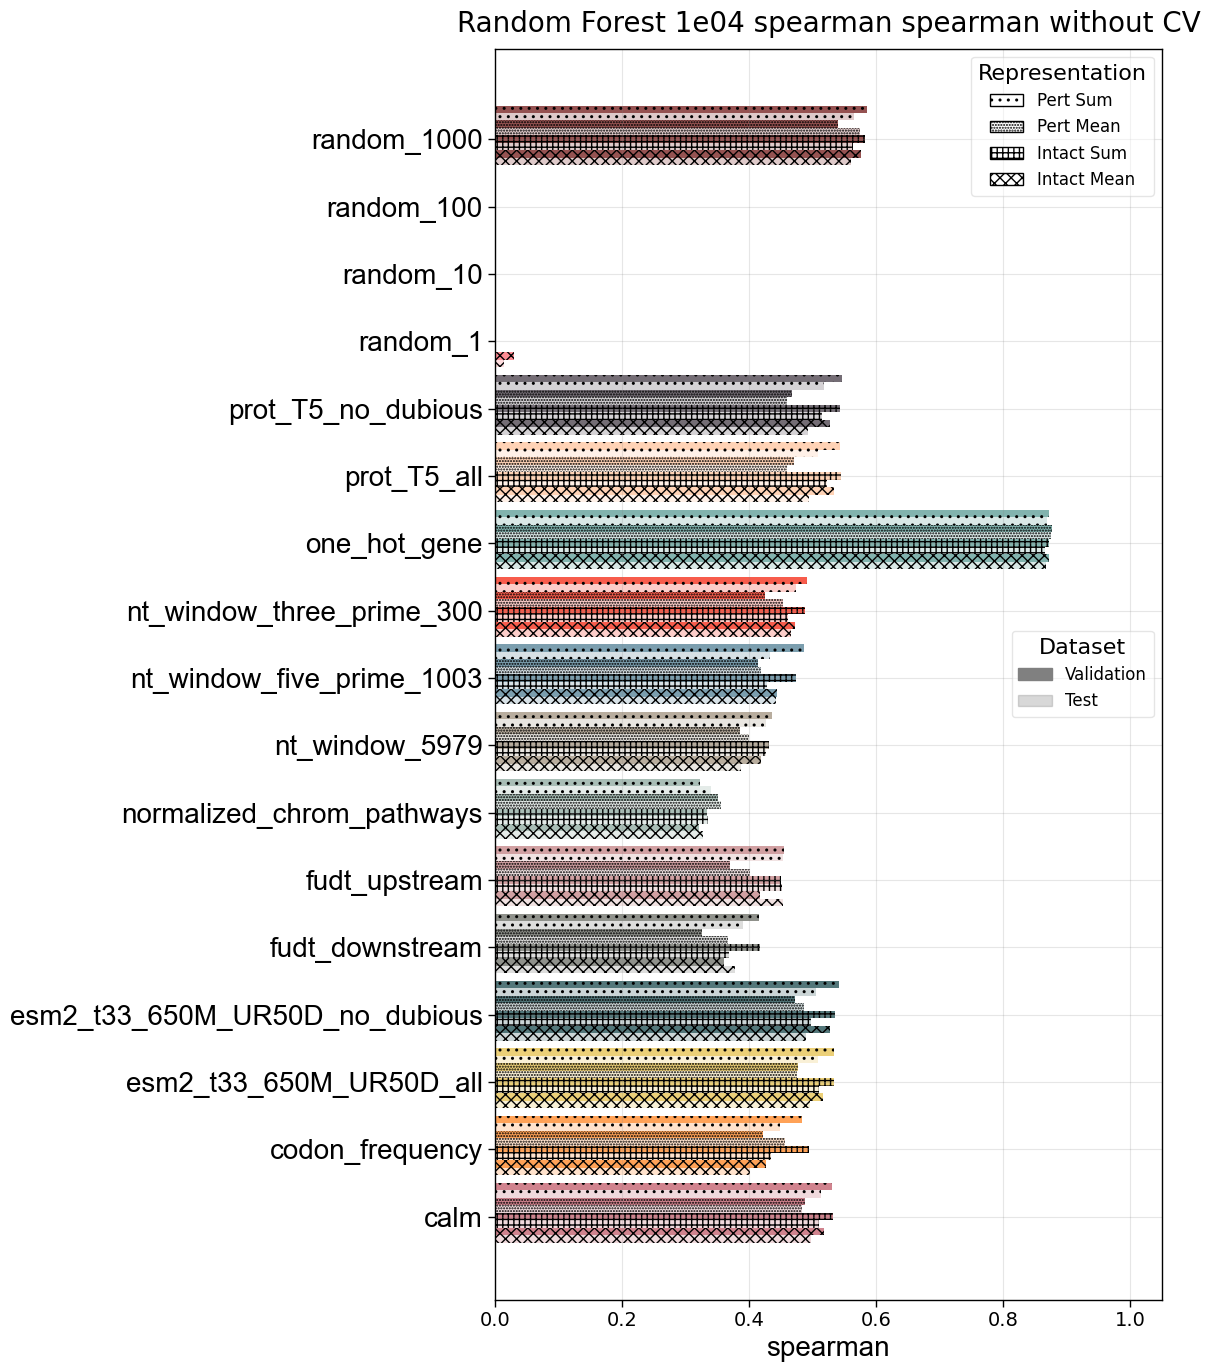 Random Forest 1e04 spearman spearman without CV
Representation
Pert Sum
Pert Mean
Intact Sum
Intact Mean
random_1000
random_100
random_10
random_1
prot_T5_no_dubious
prot_T5_all
one_hot_gene
nt_window_three_prime_300
nt_window_five_prime_1003
nt_window_5979
normalized_chrom_pathways
fudt_upstream
fudt_downstream
esm2_t33_650M_UR50D_no_dubious
esm2_t33_650M_UR50D_all
codon_frequency
calm
Dataset
Validation
Test
0.0 0.2 0.4 0.6 0.8 1.0
spearman